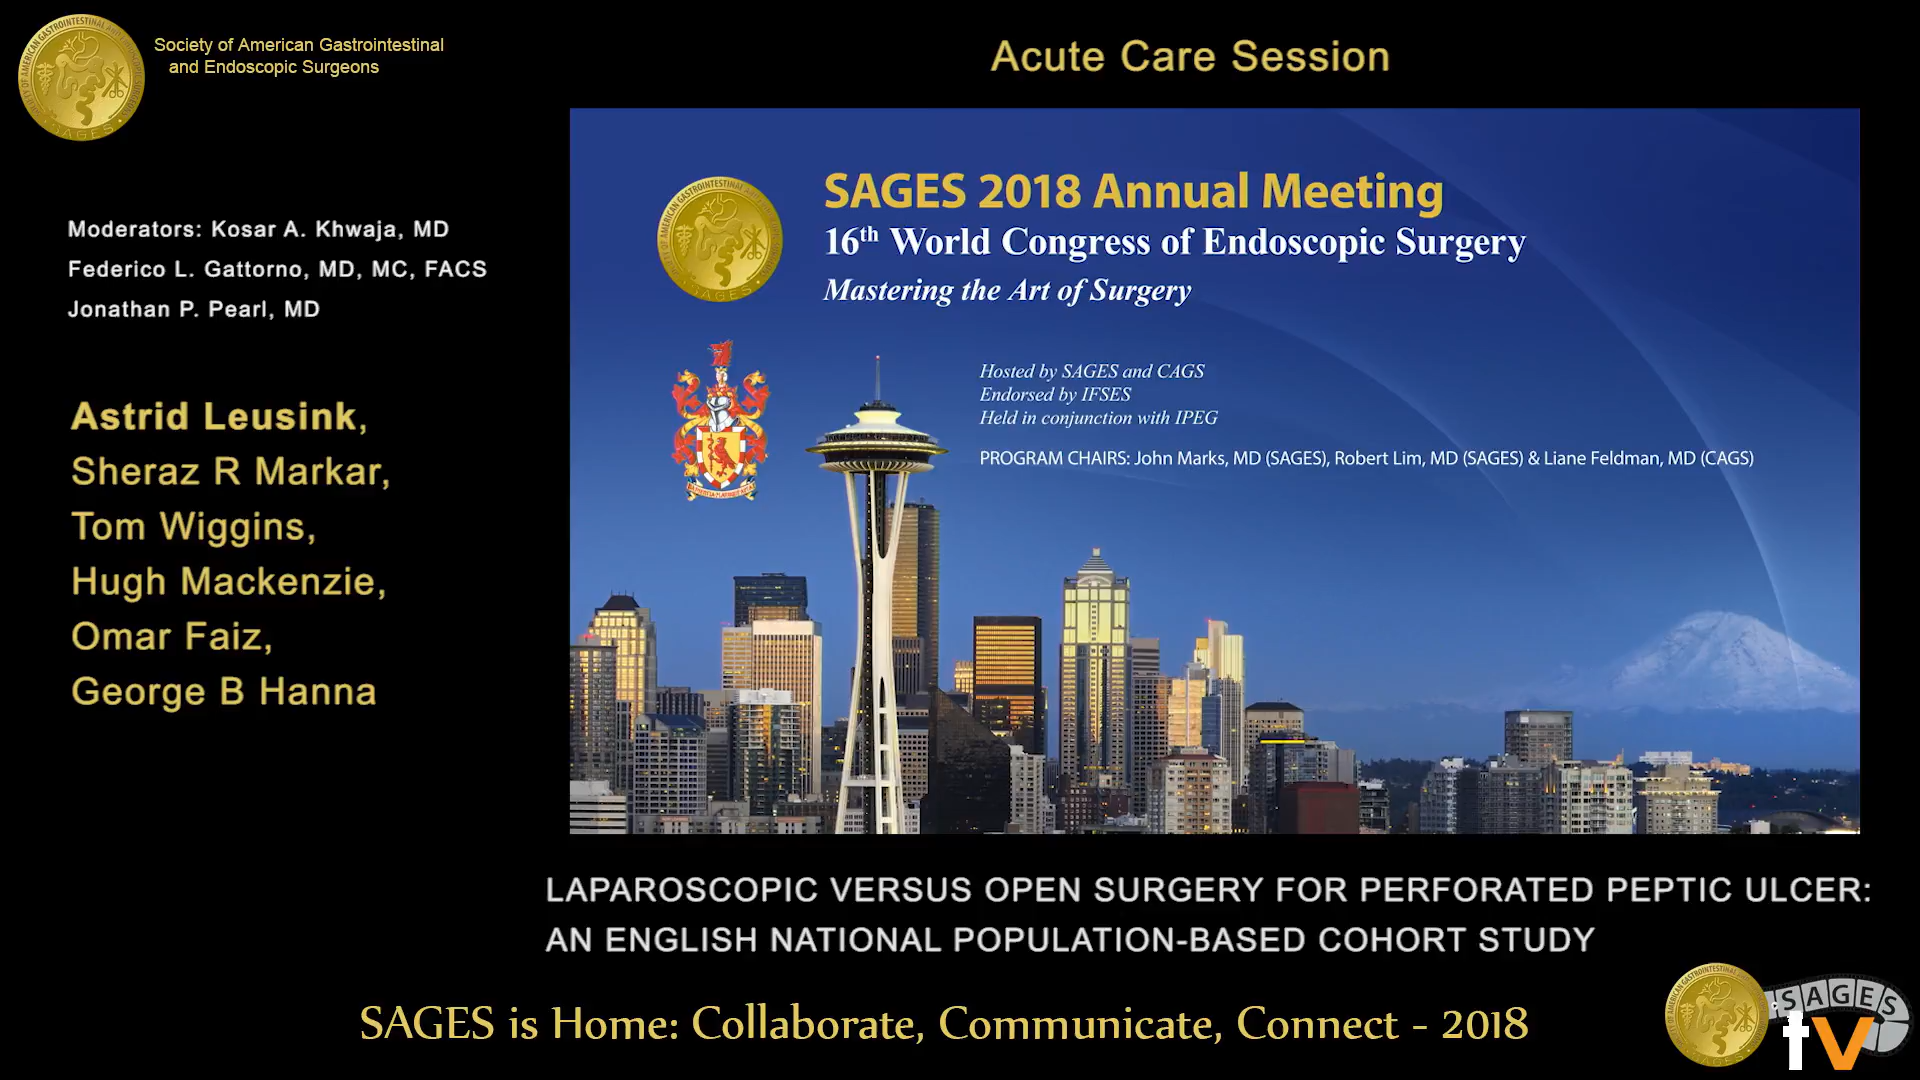 Society of American Gastrointestinal
and Endoscopic Surgeons
Acute Care Session
Moderators: Kosar A. Khwaja, MD
Federico L. Gattorno, MD, MC, FACS
Jonathan P. Pearl, MD
Astrid Leusink,
Sheraz R Markar,
Tom Wiggins,
Hugh Mackenzie,
Omar Faiz,
George B Hanna
SAGES 2018 Annual Meeting
16th World Congress of Endoscopic Surgery
Mastering the Art of Surgery
Hosted by SAGES and CAGS
Endorsed by IFSES
Held in conjunction with IPEG
PROGRAM CHAIRS: John Marks, MD (SAGES), Robert Lim, MD (SAGES) & Liane Feldman, MD (CAGS)
LAPAROSCOPIC VERSUS OPEN SURGERY FOR PERFORATED PEPTIC ULCER:
AN ENGLISH NATIONAL POPULATION-BASED COHORT STUDY
SAGES is Home: Collaborate, Communicate, Connect - 2018
SAGES
tv